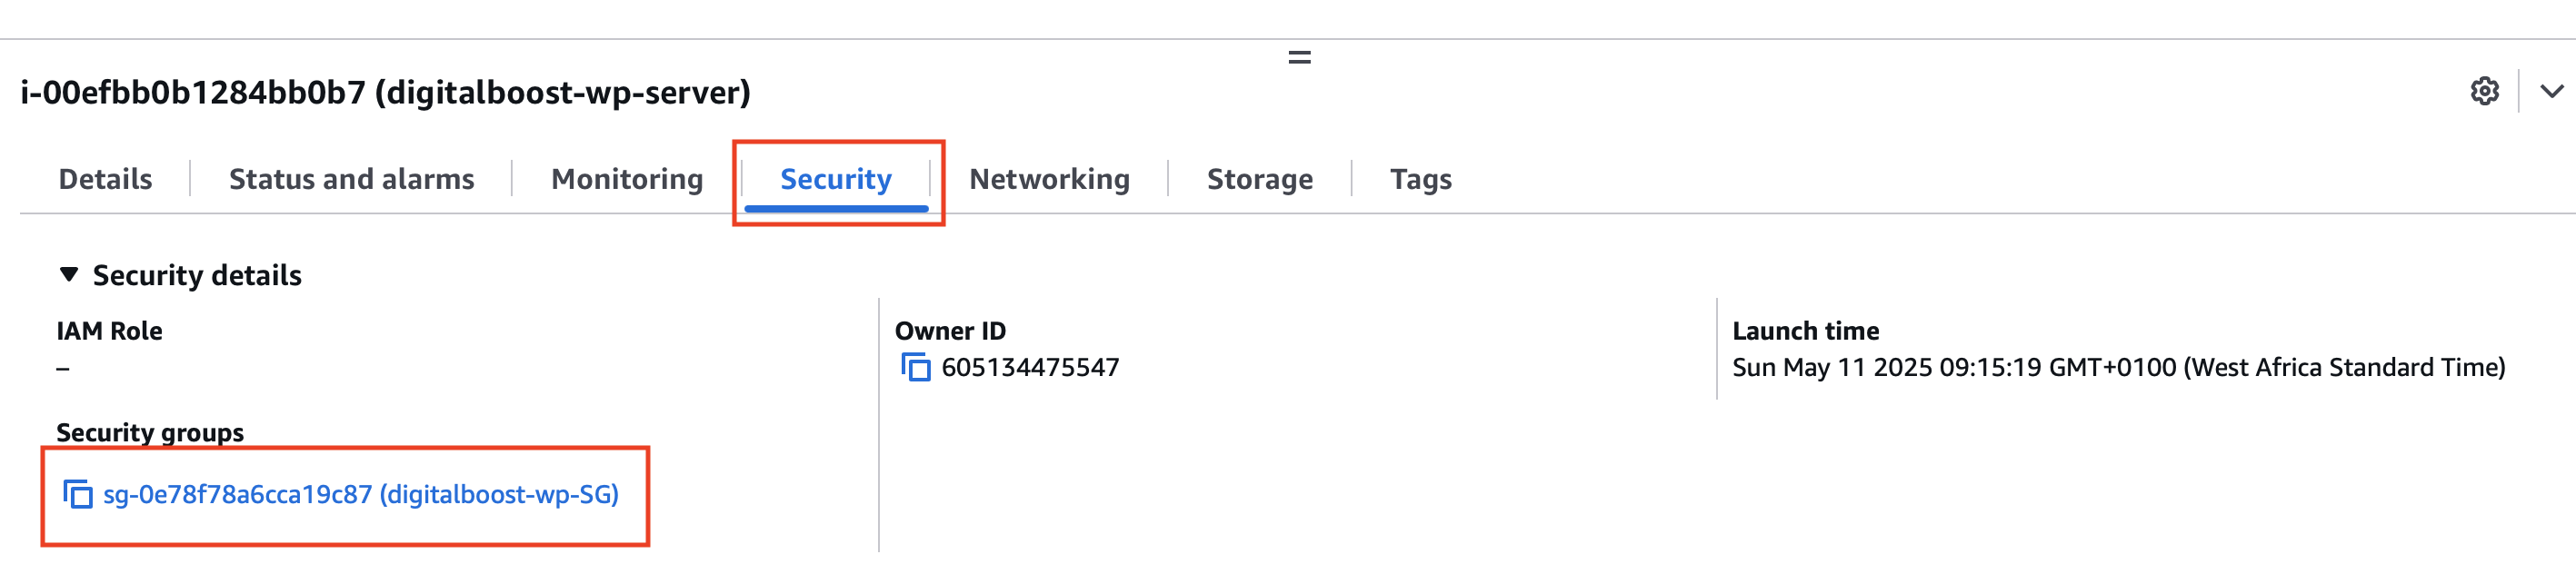 i-00efbb0b1284bb0b7 (digitalboost-wp-server)
Details
Status and alarms
Monitoring
Security
Networking
Storage
Tags
Security details
IAM Role
–
Owner ID
605134475547
Launch time
Sun May 11 2025 09:15:19 GMT+0100 (West Africa Standard Time)
Security groups
sg-0e78f78a6cca19c87 (digitalboost-wp-SG)